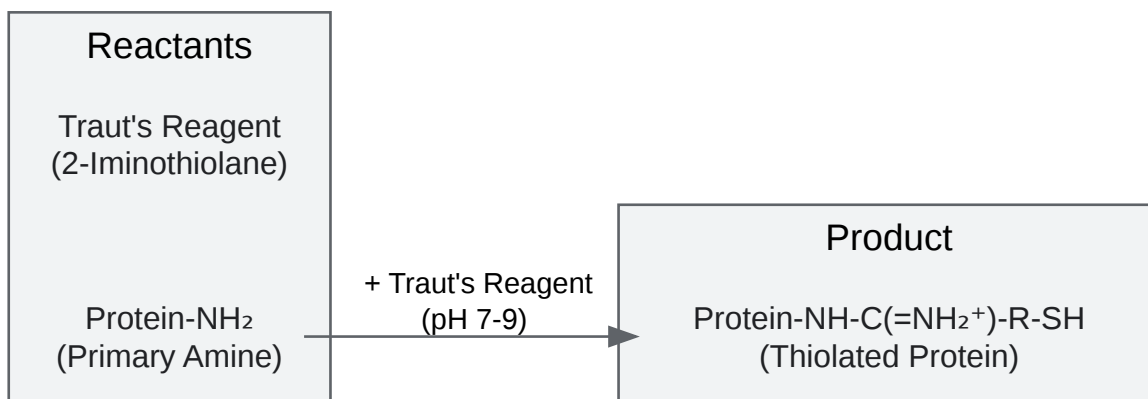 Reactants
Traut's Reagent
(2-Iminothiolane)
Protein-NH₂
(Primary Amine)
+ Traut's Reagent
(pH 7-9)
Product
Protein-NH-C(=NH₂⁺)-R-SH
(Thiolated Protein)